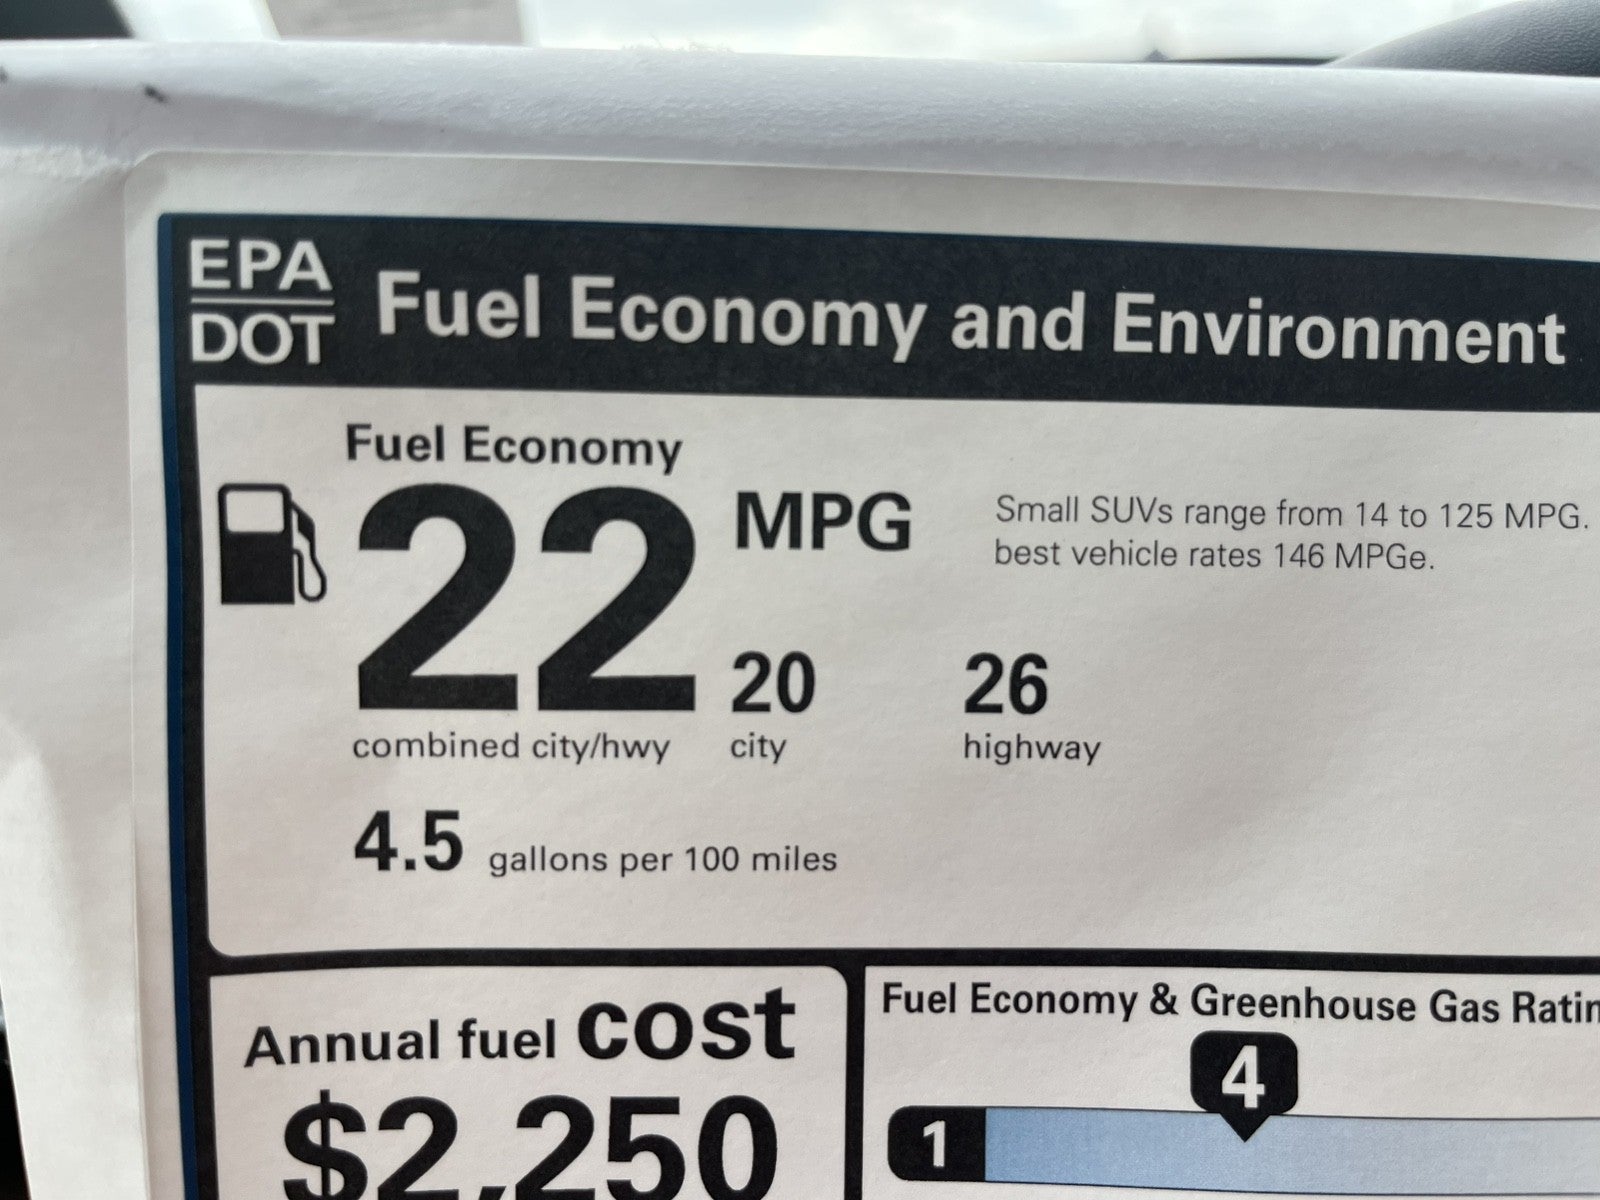 EPA
DOT
Fuel Economy and Environment
Fuel Economy
22 MPG
Small SUVs range from 14 to 125 MPG.
best vehicle rates 146 MPGe.
20 26
combined city/hwy city highway
4.5 gallons per 100 miles
Annual fuel cost
$2,250
Fuel Economy & Greenhouse Gas
4
1